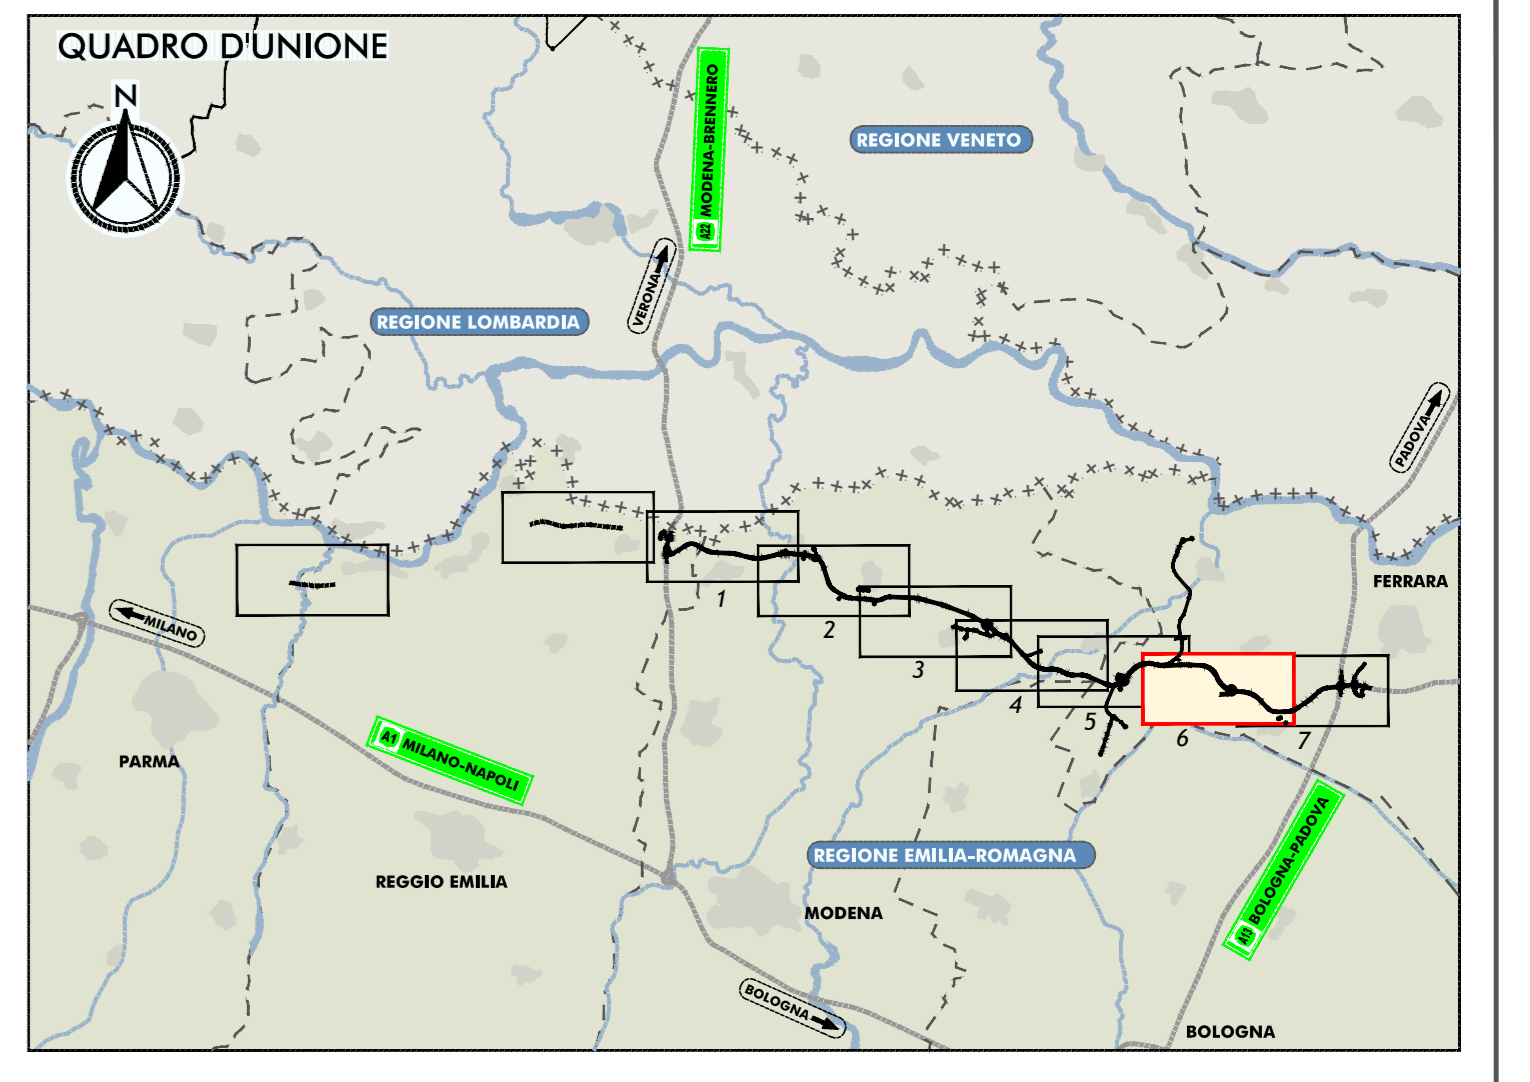 QUADRO D'UNIONE
N
A22 MODENA-BRENNERO
REGIONE VENETO
VERONA
REGIONE LOMBARDIA
PADOVA
FERRARA
MILANO
1
2
3
4
5
6
7
PARMA
A1 MILANO-NAPOLI
REGGIO EMILIA
REGIONE EMILIA-ROMAGNA
A13 BOLOGNA-PADOVA
MODENA
BOLOGNA
BOLOGNA